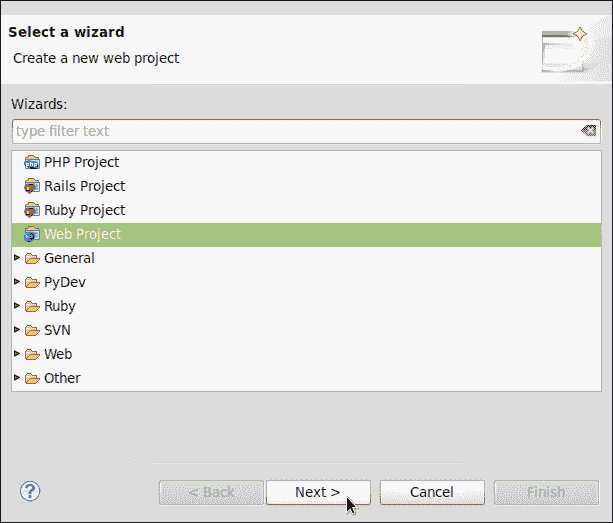 Select a wizard
Create a new web project
Wizards:
type filter text
PHP Project
Rails Project
Ruby Project
Web Project
General
PyDev
Ruby
SVN
Web
Other
? < Back Next > Cancel Finish